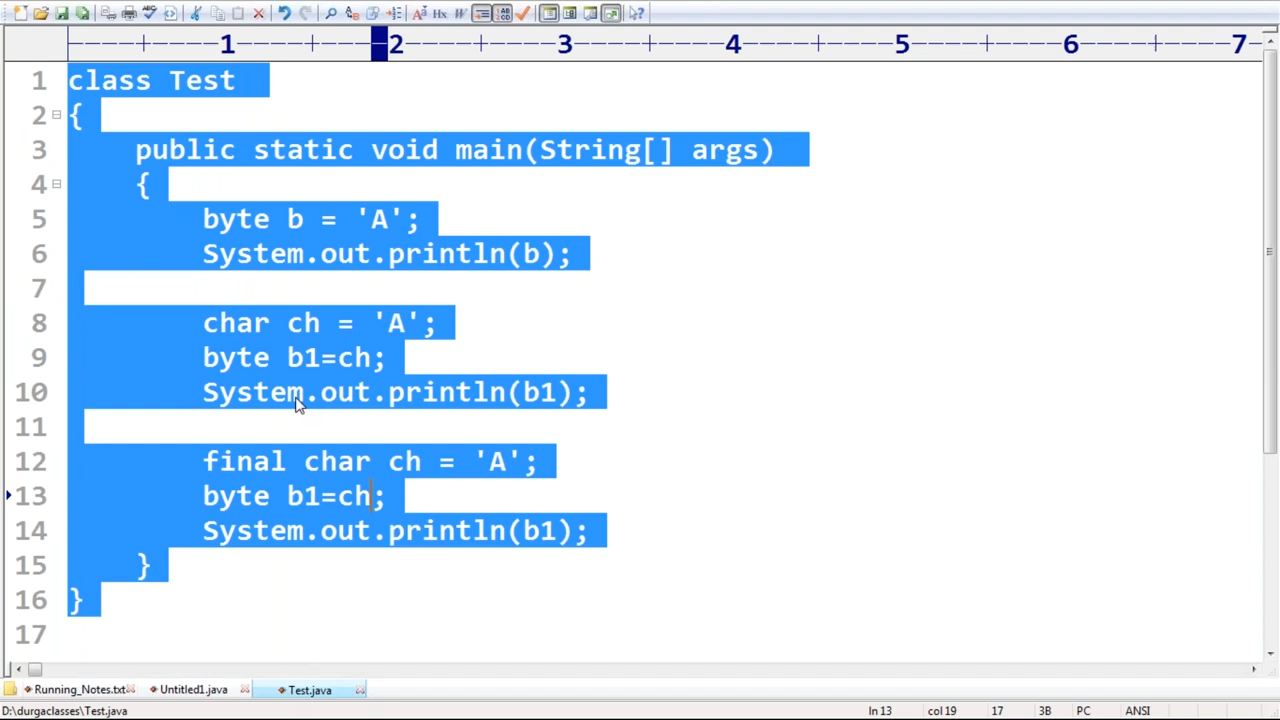 1 2 3 4 5 6 7
1 class Test
2 {
3 public static void main(String[] args)
4 {
5 byte b = 'A';
6 System.out.println(b);
7
8 char ch = 'A';
9 byte b1=ch;
10 System.out.println(b1);
11
12 final char ch = 'A';
13 byte b1=ch;
14 System.out.println(b1);
15 }
16 }
17
Running_Notes.txt Untitled1.java Test.java
D:\durgaclasses\Test.java ln 13 col 19 17 3B PC ANSI